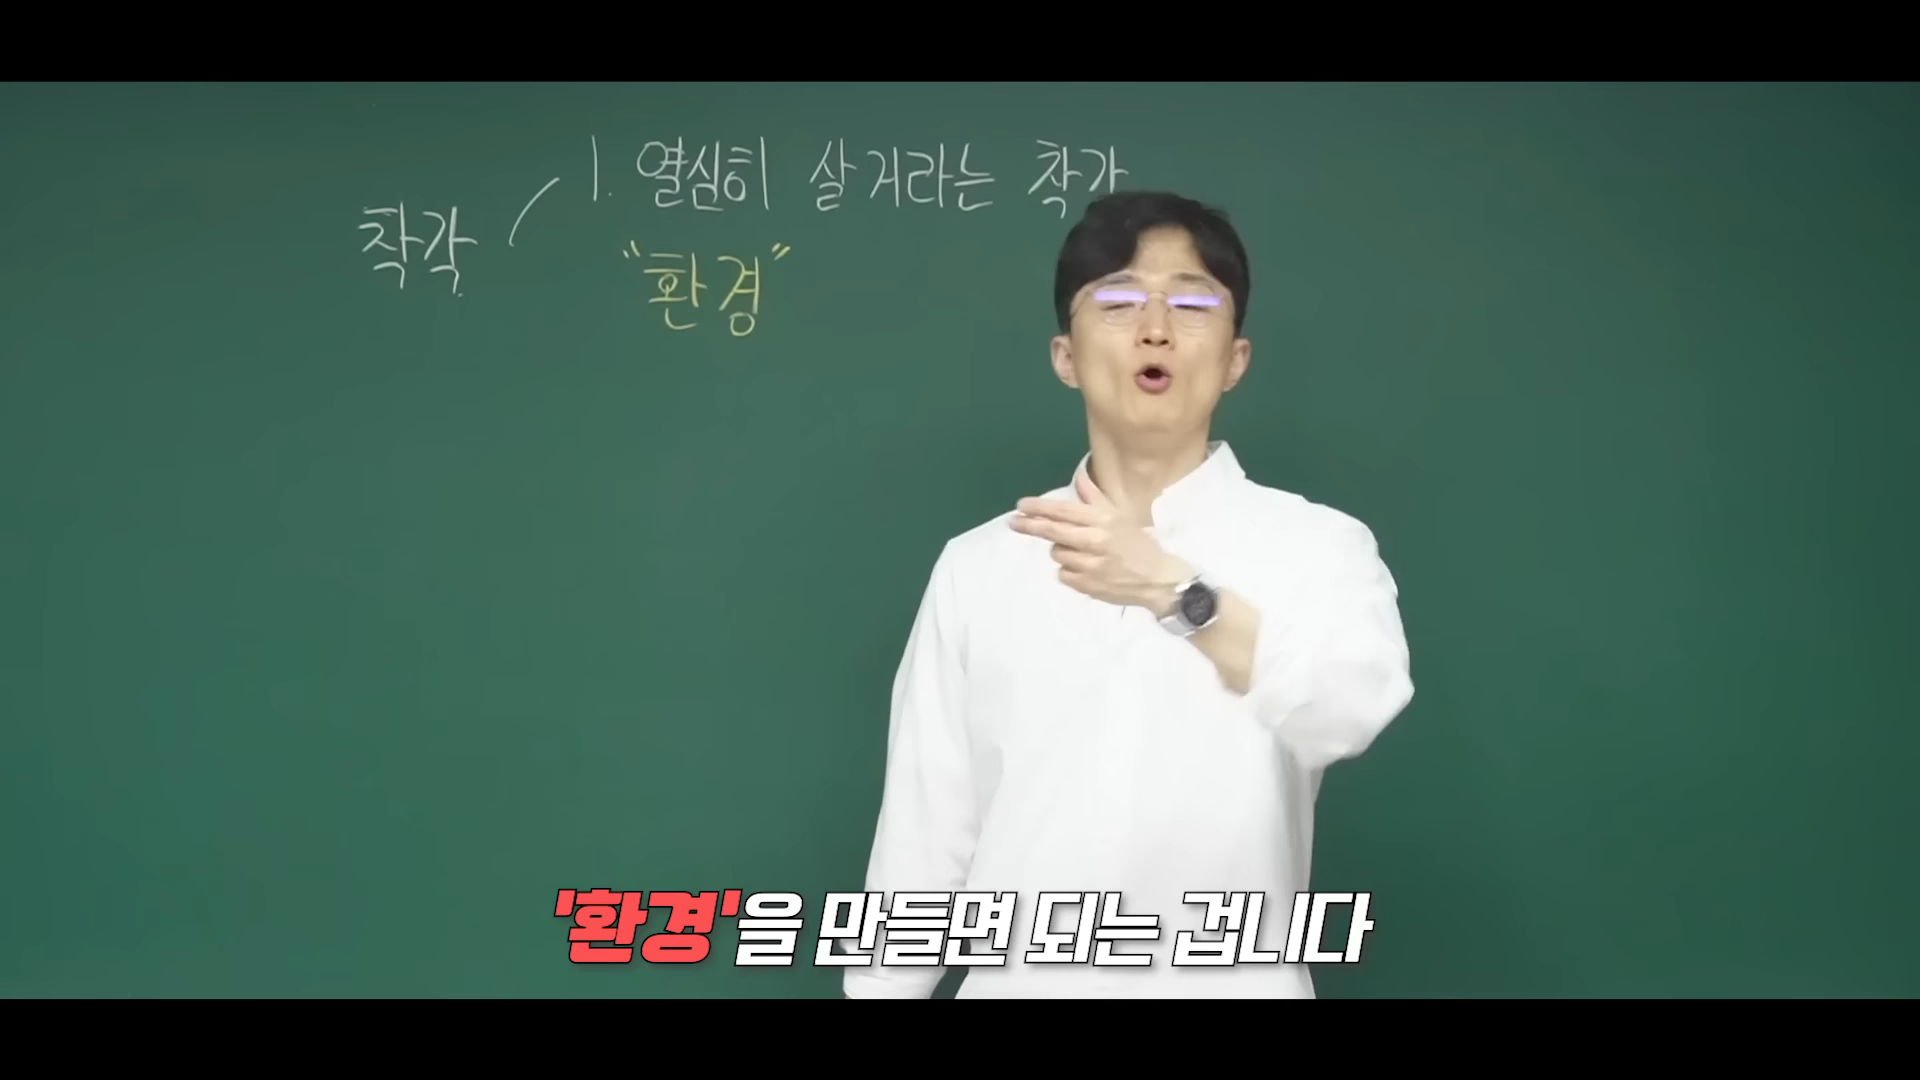 1. 열심히 살거라는 착각
착각
"환경"
'환경'을 만들면 되는 겁니다